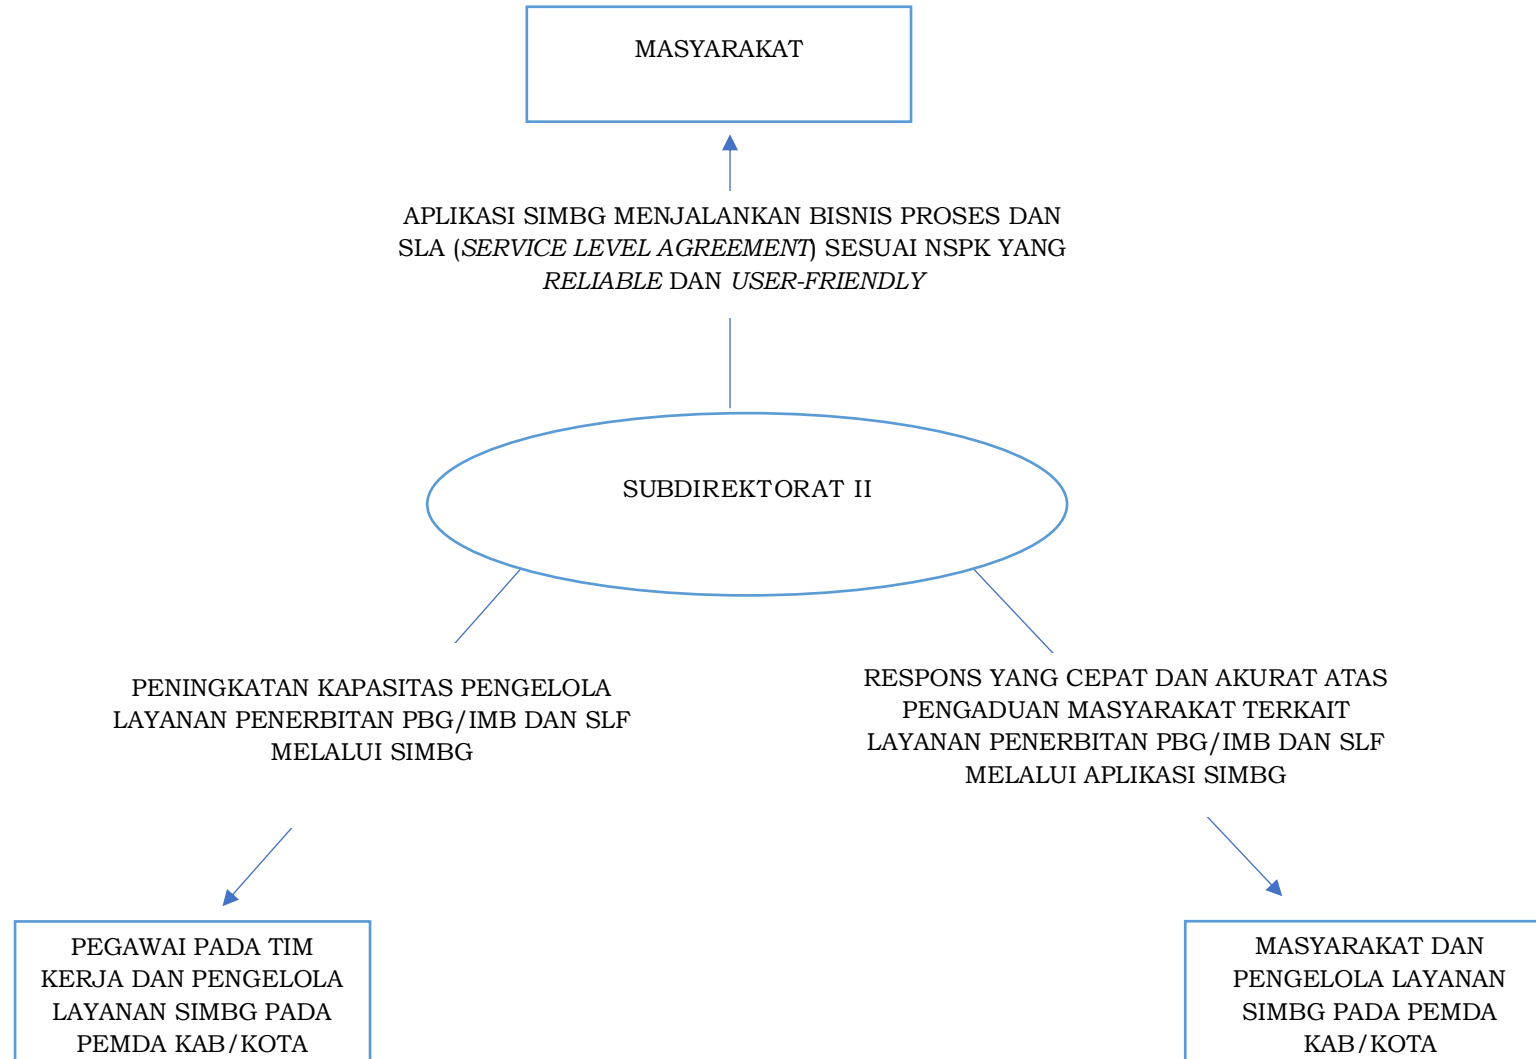 MASYARAKAT
APLIKASI SIMBG MENJALANKAN BISNIS PROSES DAN
SLA (SERVICE LEVEL AGREEMENT) SESUAI NSPK YANG
RELIABLE DAN USER-FRIENDLY
SUBDIREKTORAT II
PENINGKATAN KAPASITAS PENGELOLA
LAYANAN PENERBITAN PBG/IMB DAN SLF
MELALUI SIMBG
RESPONS YANG CEPAT DAN AKURAT ATAS
PENGADUAN MASYARAKAT TERKAIT
LAYANAN PENERBITAN PBG/IMB DAN SLF
MELALUI APLIKASI SIMBG
PEGAWAI PADA TIM
KERJA DAN PENGELOLA
LAYANAN SIMBG PADA
PEMDA KAB/KOTA
MASYARAKAT DAN
PENGELOLA LAYANAN
SIMBG PADA PEMDA
KAB/KOTA